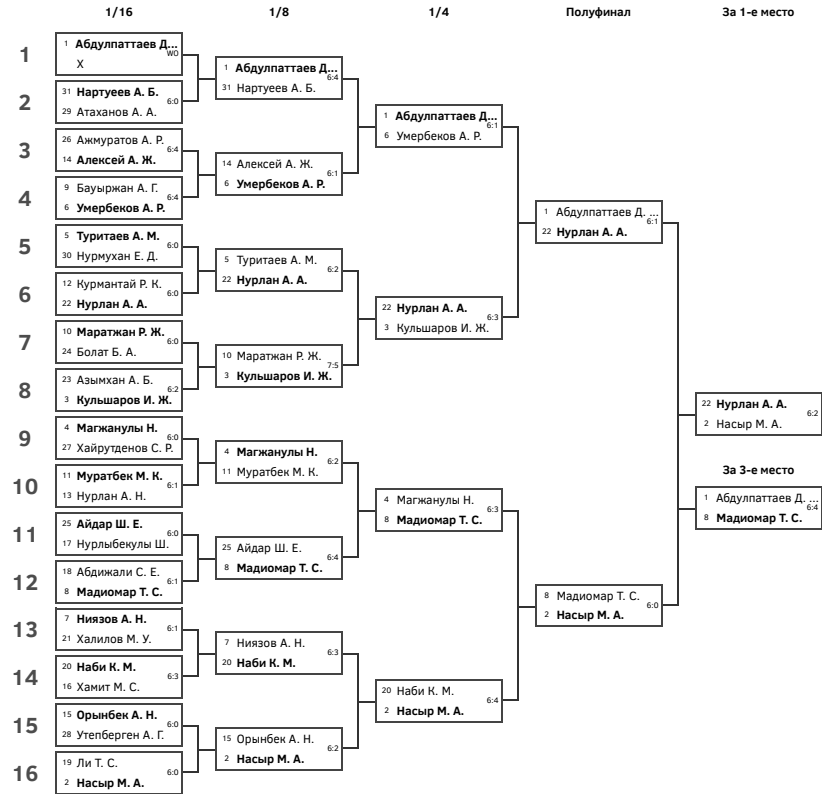 1/16
1/8
1/4
Полуфинал
За 1-е место
1
1 Абдулпаттаев Д...
WO
X
2
31 Нартуеев А. Б.
6:0
29 Атаханов А. А.
3
26 Ажмуратов А. Р.
6:4
14 Алексей А. Ж.
4
9 Бауыржан А. Г.
6:4
6 Умербеков А. Р.
5
5 Туритаев А. М.
6:0
30 Нурмухан Е. Д.
6
12 Курмантай Р. К.
6:0
22 Нурлан А. А.
7
10 Маратжан Р. Ж.
6:0
24 Болат Б. А.
8
23 Азымхан А. Б.
6:2
3 Кульшаров И. Ж.
9
4 Магжанулы Н.
6:0
27 Хайрутденов С. Р.
10
11 Муратбек М. К.
6:1
13 Нурлан А. Н.
11
25 Айдар Ш. Е.
6:0
17 Нурлыбекулы Ш.
12
18 Абдижали С. Е.
6:1
8 Мадиомар Т. С.
13
7 Ниязов А. Н.
6:1
21 Халилов М. У.
14
20 Наби К. М.
6:3
16 Хамит М. С.
15
15 Орынбек А. Н.
6:0
28 Утепберген А. Г.
16
19 Ли Т. С.
6:0
2 Насыр М. А.
1 Абдулпаттаев Д...
6:4
31 Нартуеев А. Б.
14 Алексей А. Ж.
6:1
6 Умербеков А. Р.
5 Туритаев А. М.
6:2
22 Нурлан А. А.
10 Маратжан Р. Ж.
7:5
3 Кульшаров И. Ж.
4 Магжанулы Н.
6:2
11 Муратбек М. К.
25 Айдар Ш. Е.
6:4
8 Мадиомар Т. С.
7 Ниязов А. Н.
6:3
20 Наби К. М.
15 Орынбек А. Н.
6:2
2 Насыр М. А.
1 Абдулпаттаев Д...
6:1
6 Умербеков А. Р.
22 Нурлан А. А.
6:3
3 Кульшаров И. Ж.
4 Магжанулы Н.
6:3
8 Мадиомар Т. С.
20 Наби К. М.
6:4
2 Насыр М. А.
1 Абдулпаттаев Д. ...
6:1
22 Нурлан А. А.
8 Мадиомар Т. С.
6:0
2 Насыр М. А.
22 Нурлан А. А.
6:2
2 Насыр М. А.
За 3-е место
1 Абдулпаттаев Д. ...
6:4
8 Мадиомар Т. С.